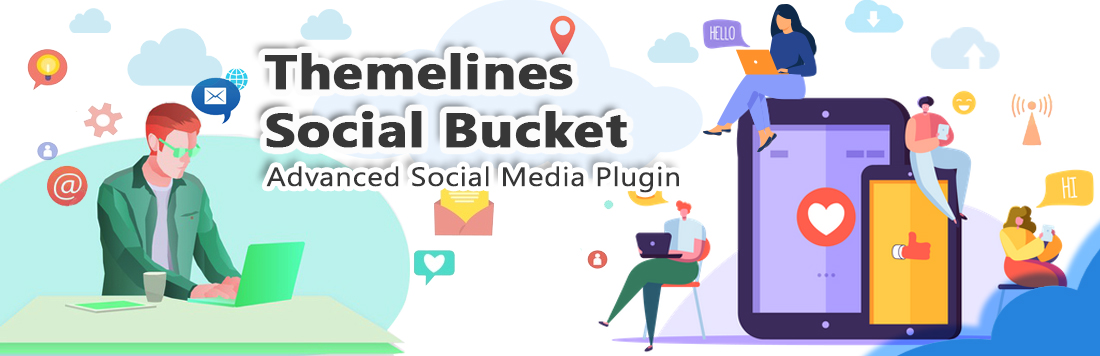 Themelines
Social Bucket
Advanced Social Media Plugin
HELLO
HI
@